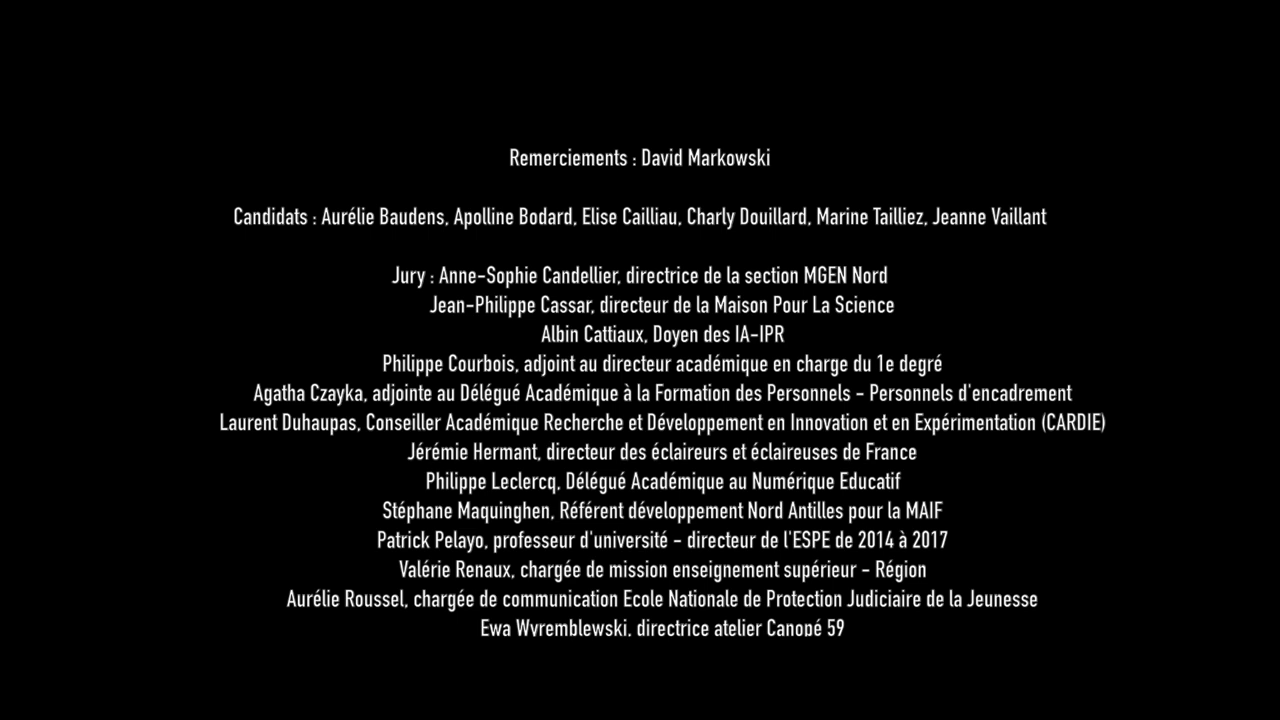 Remerciements : David Markowski
Candidats : Aurélie Baudens, Apolline Bodard, Elise Cailliau, Charly Douillard, Marine Tailliez, Jeanne Vaillant
Jury : Anne-Sophie Candellier, directrice de la section MGEN Nord
Jean-Philippe Cassar, directeur de la Maison Pour La Science
Albin Cattiaux, Doyen des IA-IPR
Philippe Courbois, adjoint au directeur académique en charge du 1e degré
Agatha Czayka, adjointe au Délégué Académique à la Formation des Personnels - Personnels d'encadrement
Laurent Duhaupas, Conseiller Académique Recherche et Développement en Innovation et en Expérimentation (CARDIE)
Jérémie Hermant, directeur des éclaireurs et éclaireuses de France
Philippe Leclercq, Délégué Académique au Numérique Educatif
Stéphane Maquinghen, Référent développement Nord Antilles pour la MAIF
Patrick Pelayo, professeur d'université - directeur de l'ESPE de 2014 à 2017
Valérie Renaux, chargée de mission enseignement supérieur - Région
Aurélie Roussel, chargée de communication Ecole Nationale de Protection Judiciaire de la Jeunesse
Ewa Wyremblewski, directrice atelier Canopé 59